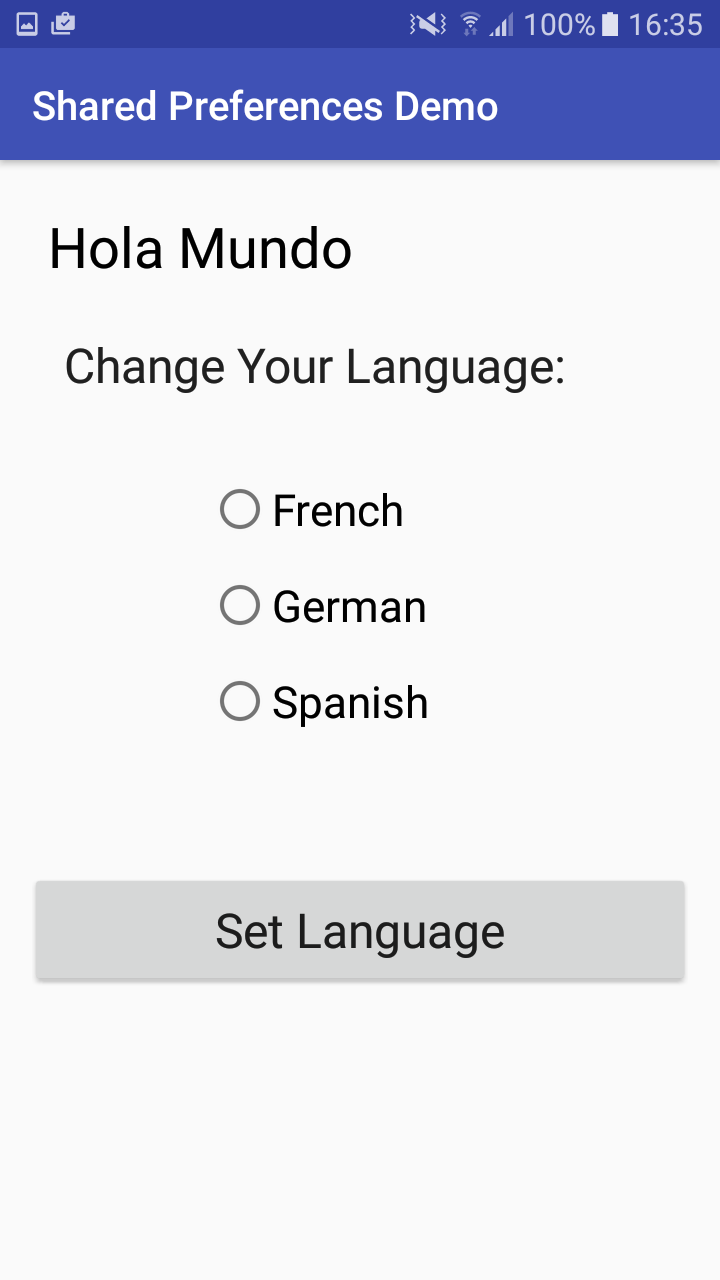 100% 16:35
Shared Preferences Demo
Hola Mundo
Change Your Language:
French
German
Spanish
Set Language